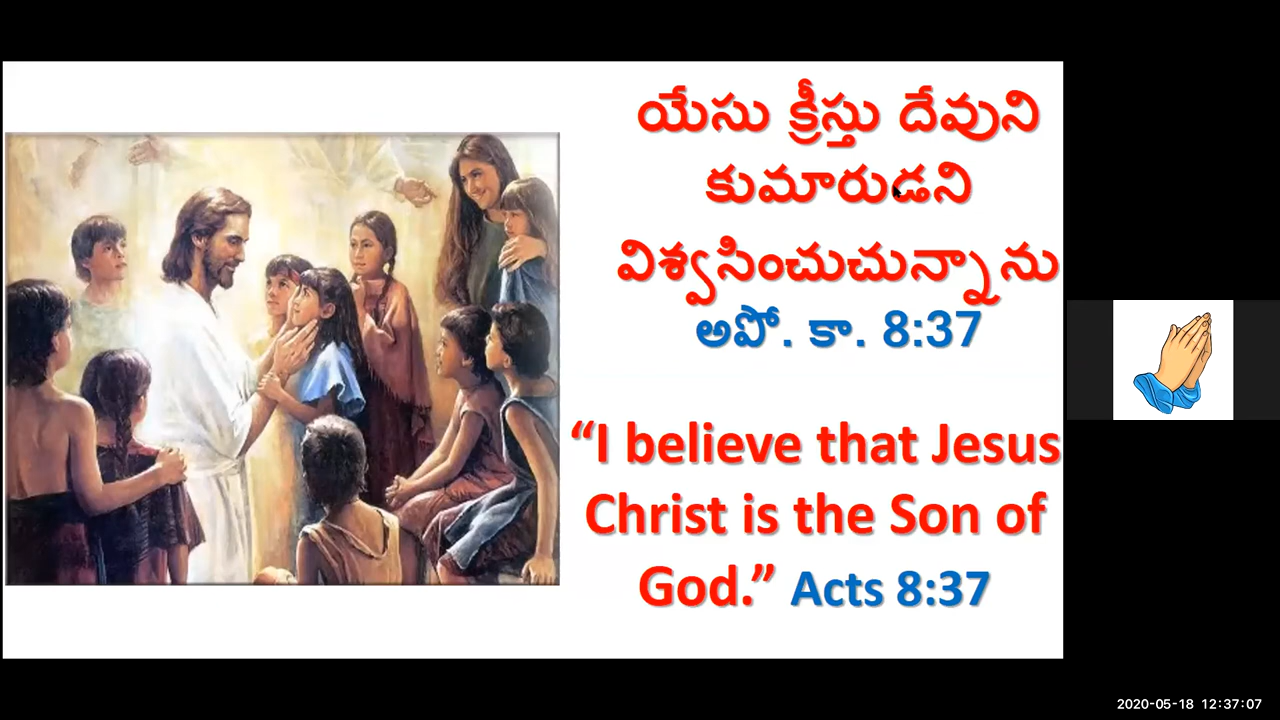 యేసు క్రీస్తు దేవుని
కుమారుడని
విశ్వసించుచున్నాను
అపో. కా. 8:37
“I believe that Jesus
Christ is the Son of
God.” Acts 8:37
2020-05-18 12:37:07